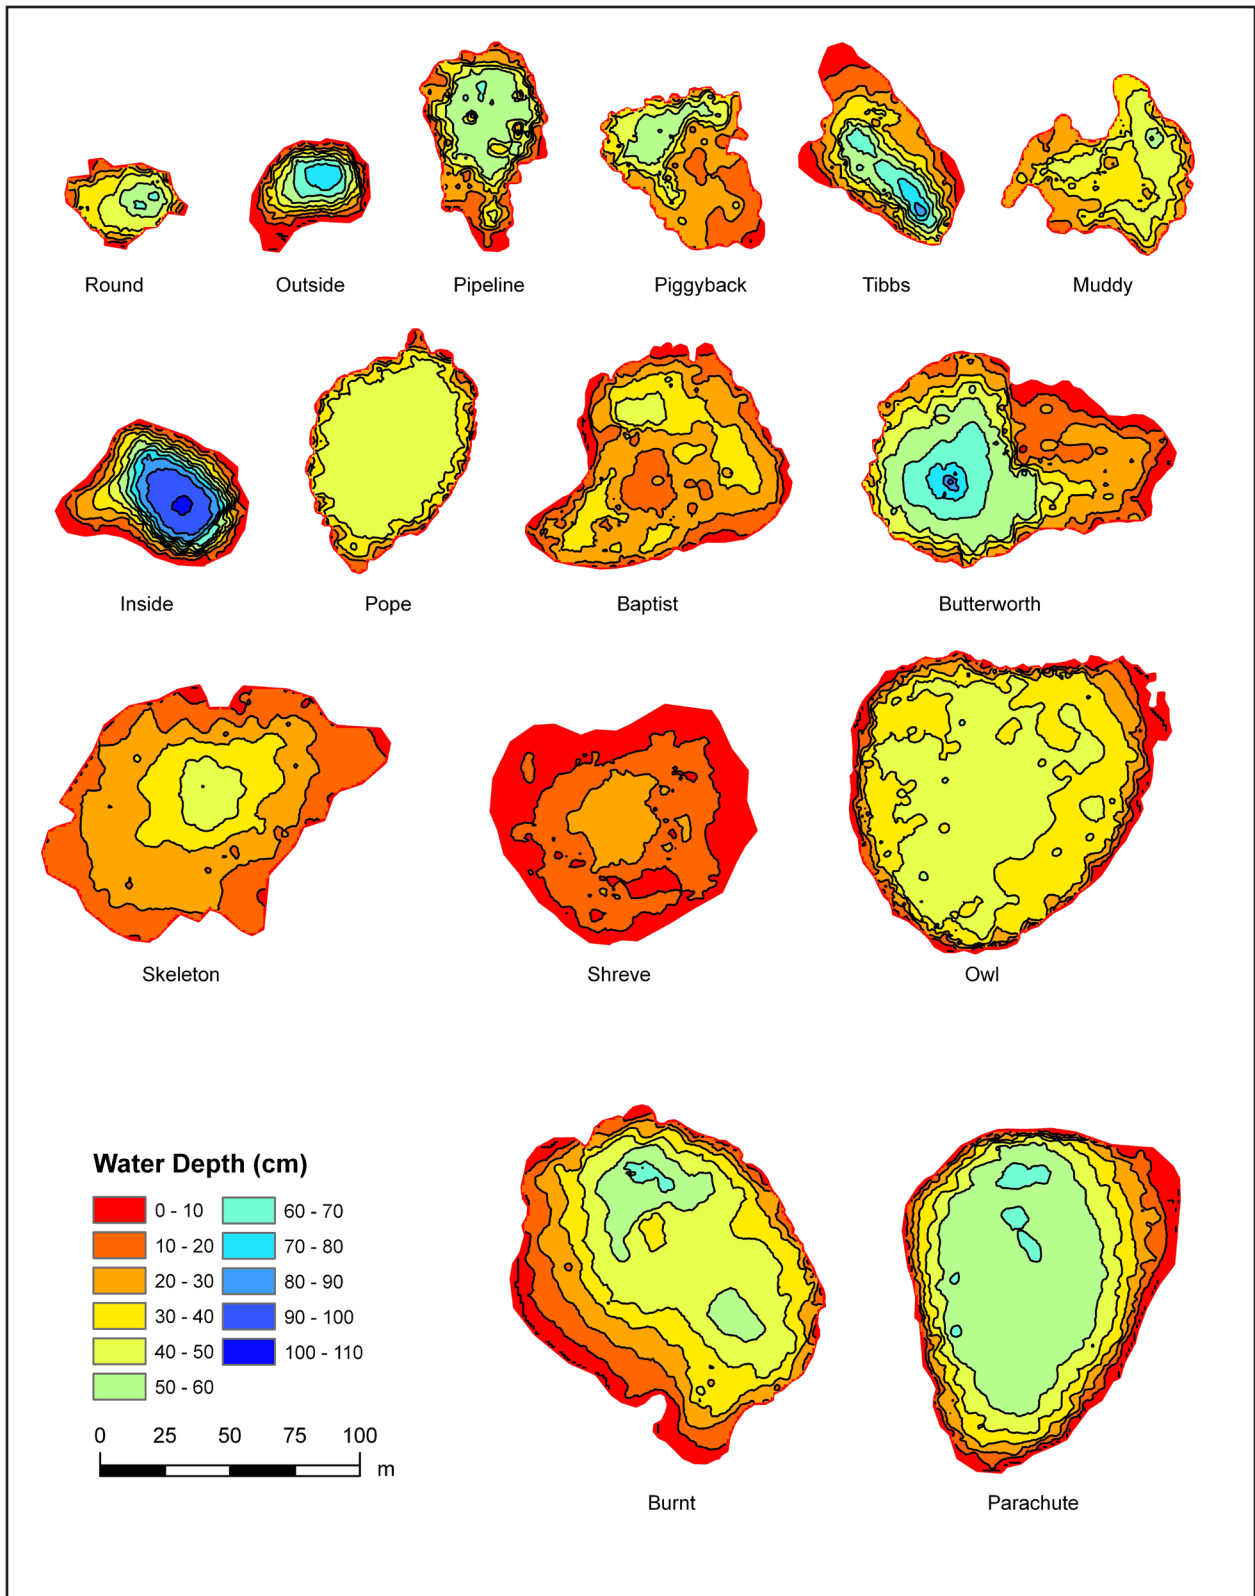 Round Outside Pipeline Piggyback Tibbs Muddy
Inside Pope Baptist Butterworth
Skeleton Shreve Owl
Water Depth (cm)
0 - 10 60 - 70
10 - 20 70 - 80
20 - 30 80 - 90
30 - 40 90 - 100
40 - 50 100 - 110
50 - 60
0 25 50 75 100
m
Burnt Parachute